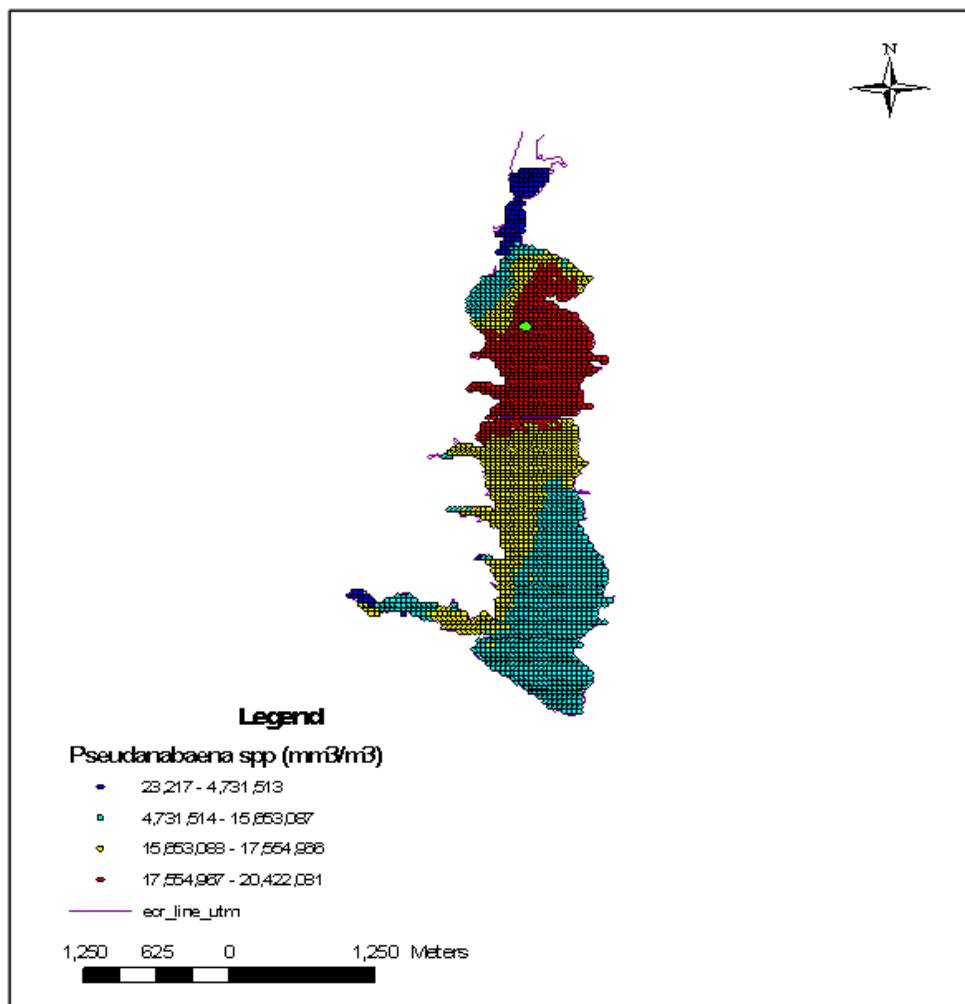 N
Legend
Pseudanabaena spp (mm3/m3)
23,217 - 4,731,513
4,731,514 - 15,653,087
15,653,088 - 17,554,966
17,554,967 - 20,422,081
ecr_line_utm
1,250 625 0 1,250 Meters